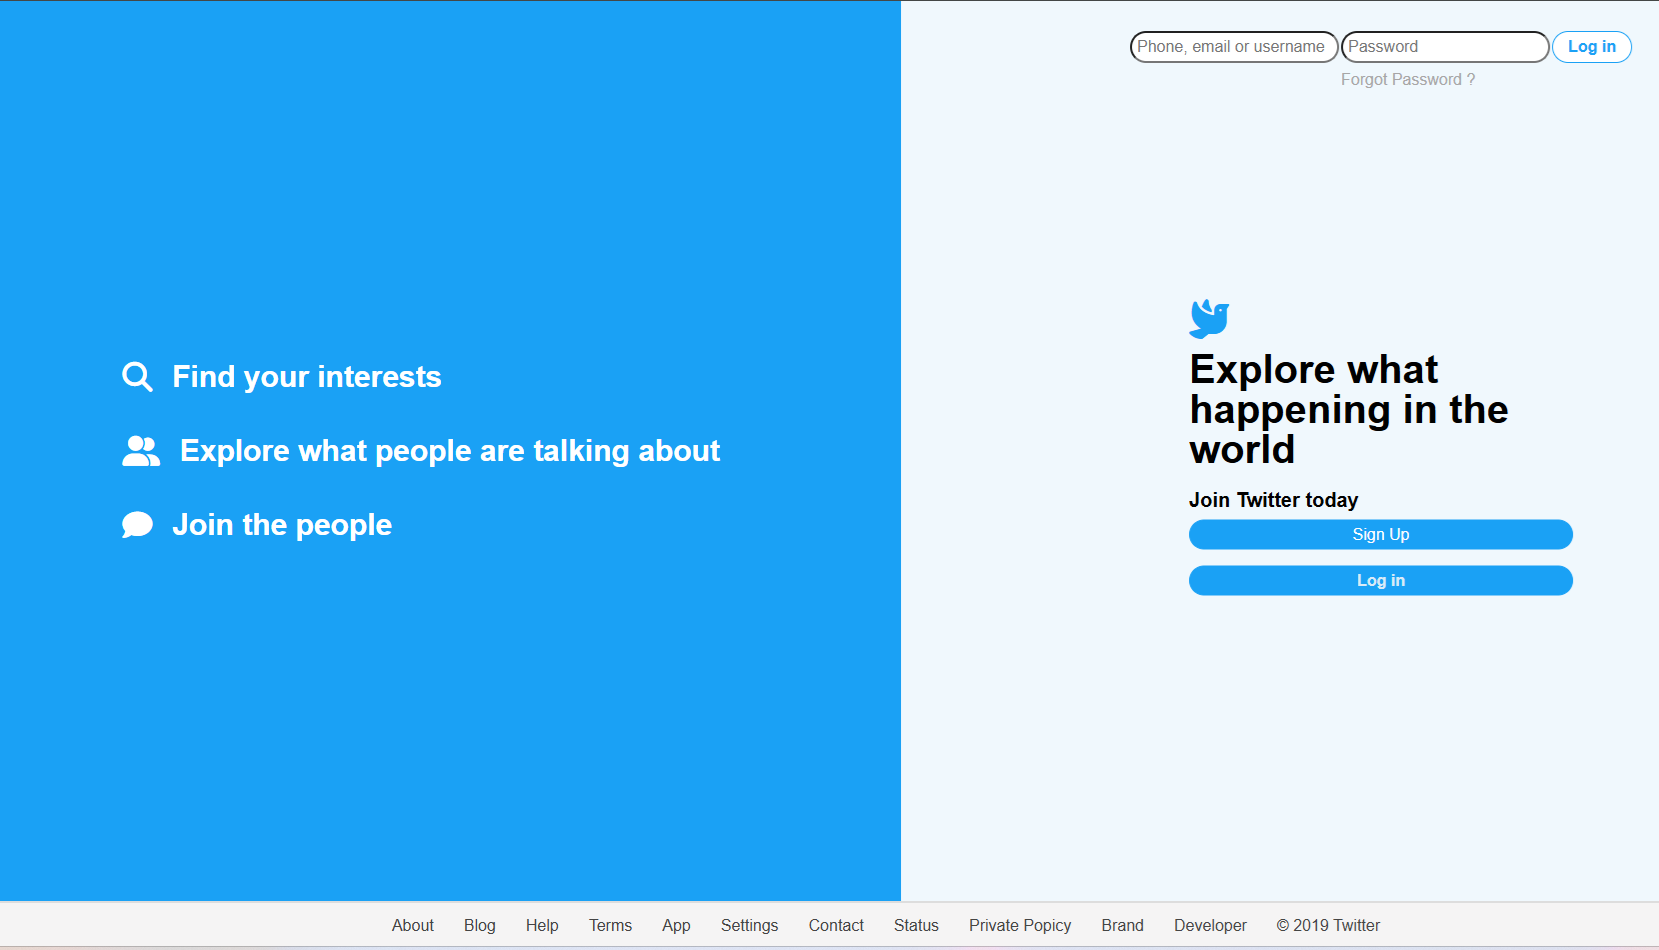 Phone, email or username Password Log in
Forgot Password ?
Find your interests
Explore what people are talking about
Join the people
Explore what
happening in the
world
Join Twitter today
Sign Up
Log in
About Blog Help Terms App Settings Contact Status Private Popicy Brand Developer © 2019 Twitter